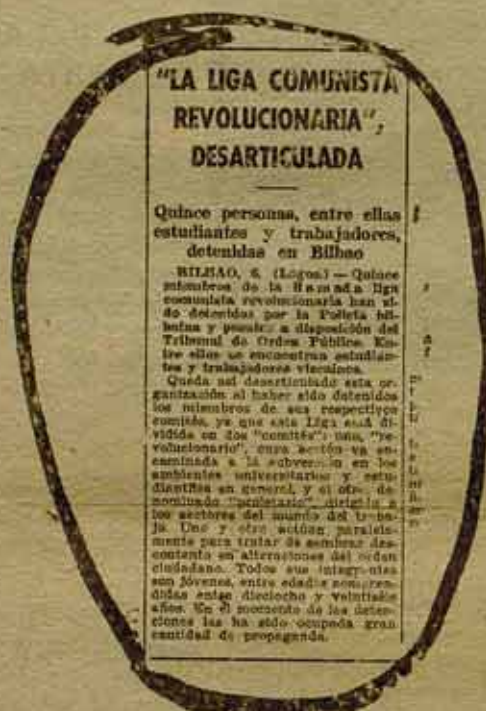 "LA LIGA COMUNISTA
REVOLUCIONARIA",
DESARTICULADA
Quince personas, entre ellas
estudiantes y trabajadores,
detenidas en Bilbao
BILBAO, 6. (Logos.) — Quince
miembros de la llamada liga
comunista revolucionaria han si-
do detenidos por la Policía bil-
baína y puestos a disposición del
Tribunal de Orden Público. En-
tre ellos se encuentran estudian-
tes y trabajadores vizcaínos.
Queda así desarticulado esta or-
ganización al haber sido detenidos
los miembros de sus respectivos
comités, ya que esta Liga está di-
vidida en dos "comités": uno, "re-
volucionario", cuya acción va en-
caminada a la subversión en los
ambientes universitarios y estu-
diantiles en general, y el otro, de-
nominado "proletario", dirigido a
los sectores del mundo del traba-
jo. Uno y otro actúan paralela-
mente para tratar de sembrar des-
contento en alteraciones del orden
ciudadano. Todos sus integrantes
son jóvenes, entre edades compren-
didas entre dieciocho y veintiséis
años. En el momento de las deten-
ciones las ha sido ocupada gran
cantidad de propaganda.